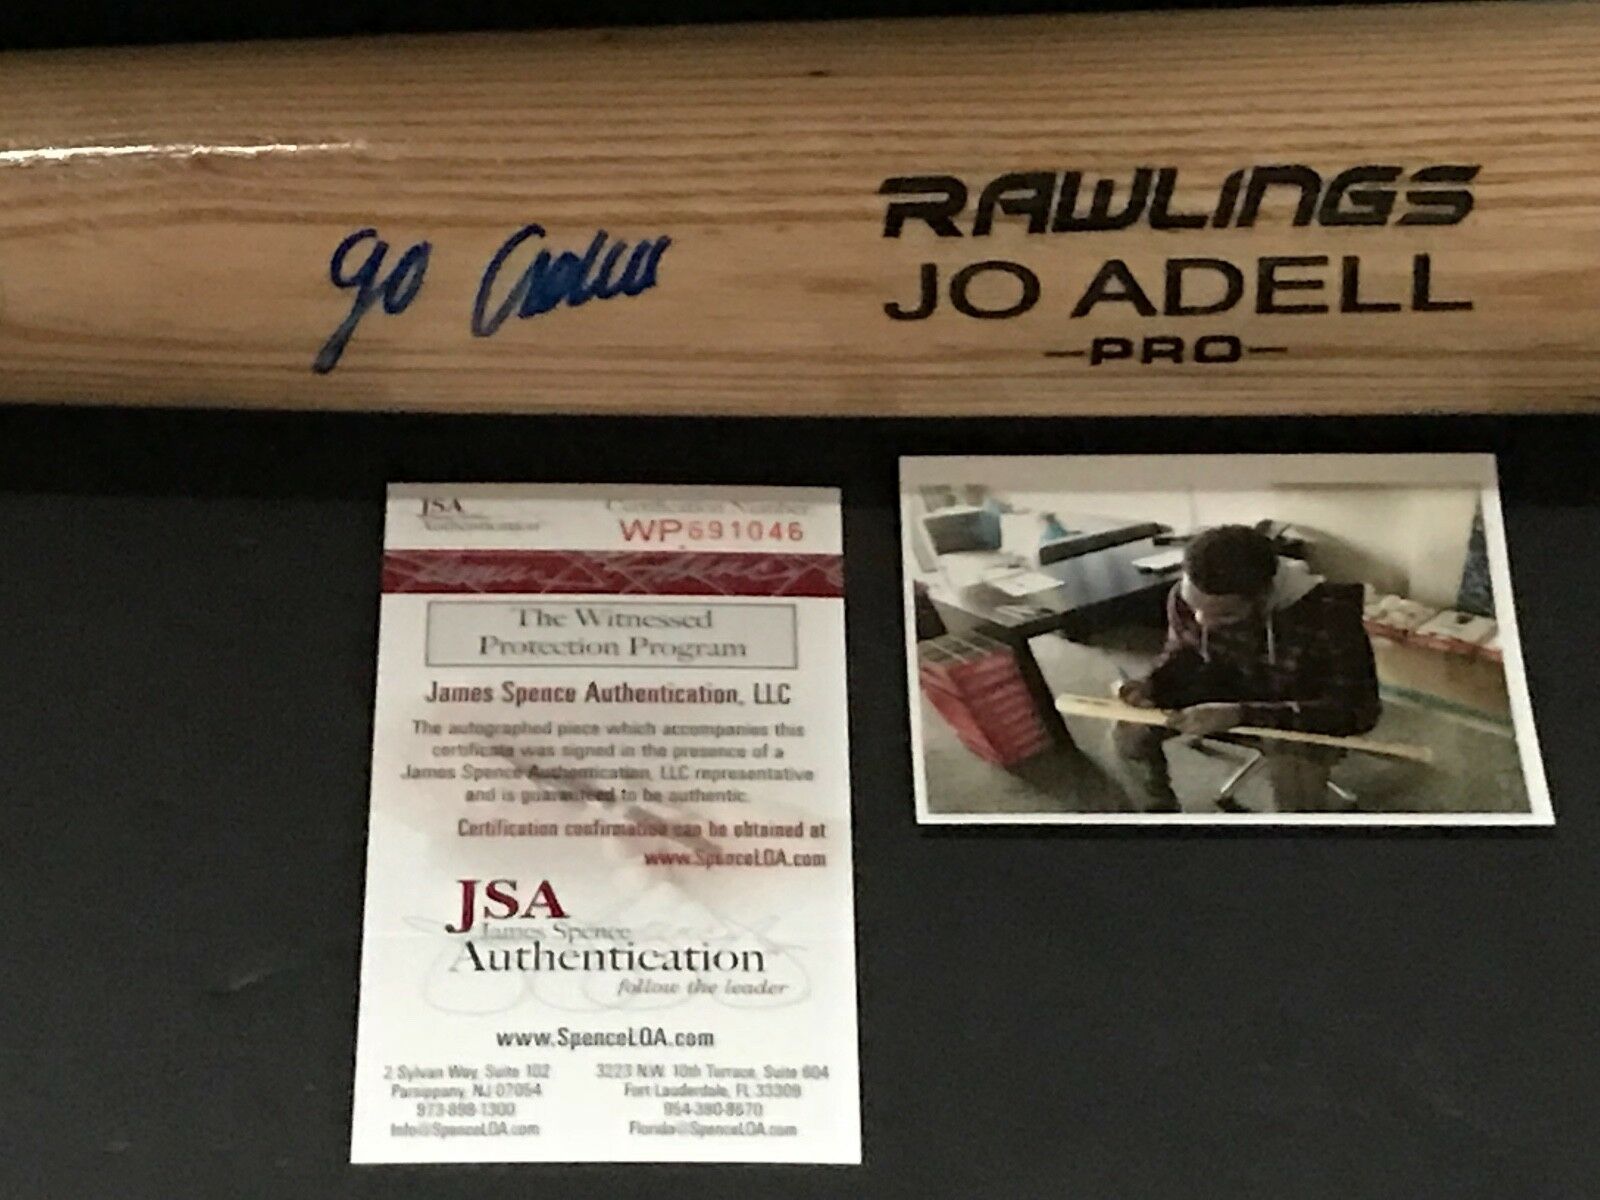 Jo Adell
RAWLINGS
JO ADELL
-PRO-
JSA
Authentication
Certification Number
WP691046
The Witnessed
Protection Program
James Spence Authentication, LLC
The autographed piece which accompanies this
certificate was signed in the presence of a
James Spence Authentication, LLC representative
and is guaranteed to be authentic.
Certification confirmation can be obtained at
www.SpenceLOA.com
JSA
James Spence
Authentication
follow the leader
www.SpenceLOA.com
2 Sylvan Way, Suite 102
Parsippany, NJ 07054
973-898-1300
Info@SpenceLOA.com
3223 N.W. 10th Terrace, Suite 604
Fort Lauderdale, FL 33309
954-380-8670
Florida@SpenceLOA.com